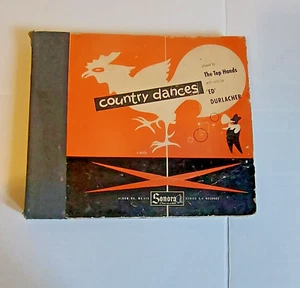 played by
The Top Hands
with calls by
'ED'
DURLACHER
country dances
Sonora